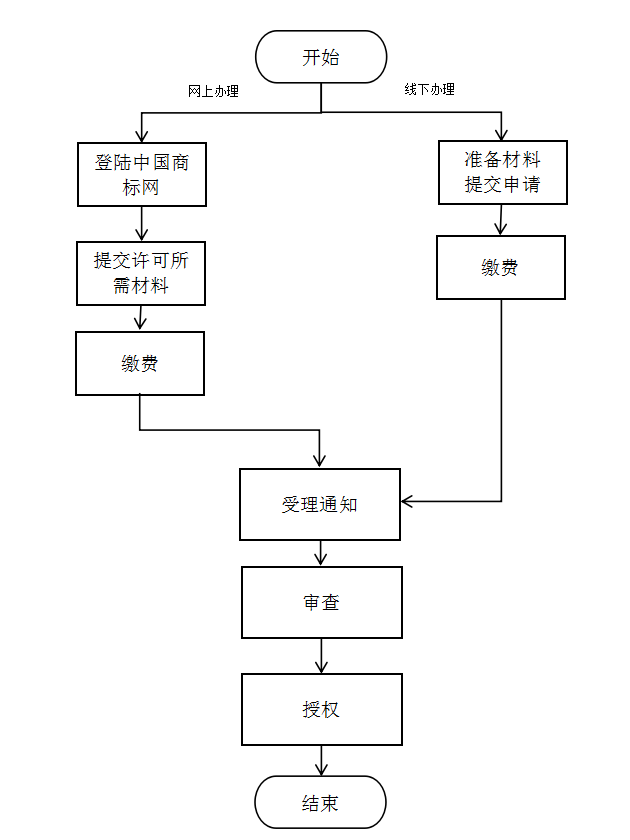 开始
网上办理
线下办理
登陆中国商
标网
准备材料
提交申请
提交许可所
需材料
缴费
缴费
受理通知
审查
授权
结束